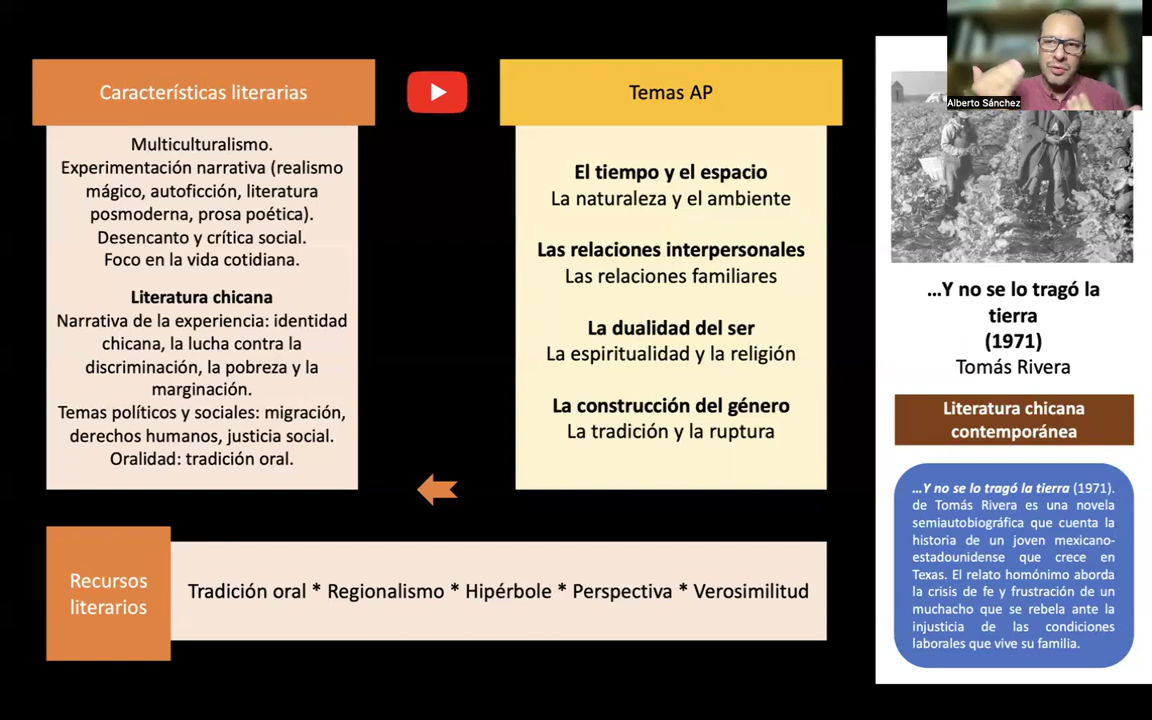 Características literarias
Multiculturalismo.
Experimentación narrativa (realismo
mágico, autoficción, literatura
posmoderna, prosa poética).
Desencanto y crítica social.
Foco en la vida cotidiana.
Literatura chicana
Narrativa de la experiencia: identidad
chicana, la lucha contra la
discriminación, la pobreza y la
marginación.
Temas políticos y sociales: migración,
derechos humanos, justicia social.
Oralidad: tradición oral.
Temas AP
El tiempo y el espacio
La naturaleza y el ambiente
Las relaciones interpersonales
Las relaciones familiares
La dualidad del ser
La espiritualidad y la religión
La construcción del género
La tradición y la ruptura
Recursos
literarios
Tradición oral * Regionalismo * Hipérbole * Perspectiva * Verosimilitud
Alberto Sánchez
...Y no se lo tragó la
tierra
(1971)
Tomás Rivera
Literatura chicana
contemporánea
...Y no se lo tragó la tierra (1971).
de Tomás Rivera es una novela
semiautobiográfica que cuenta la
historia de un joven mexicano-
estadounidense que crece en
Texas. El relato homónimo aborda
la crisis de fe y frustración de un
muchacho que se rebela ante la
injusticia de las condiciones
laborales que vive su familia.